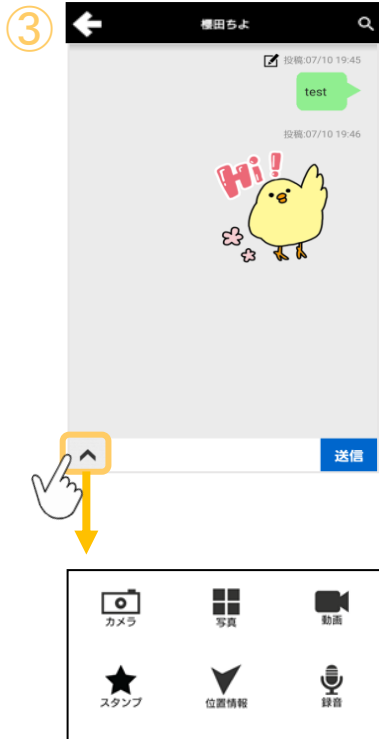 ③
櫻田ちよ
投稿:07/10 19:45
test
投稿:07/10 19:46
Hi!
送信
カメラ
写真
動画
スタンプ
位置情報
録音